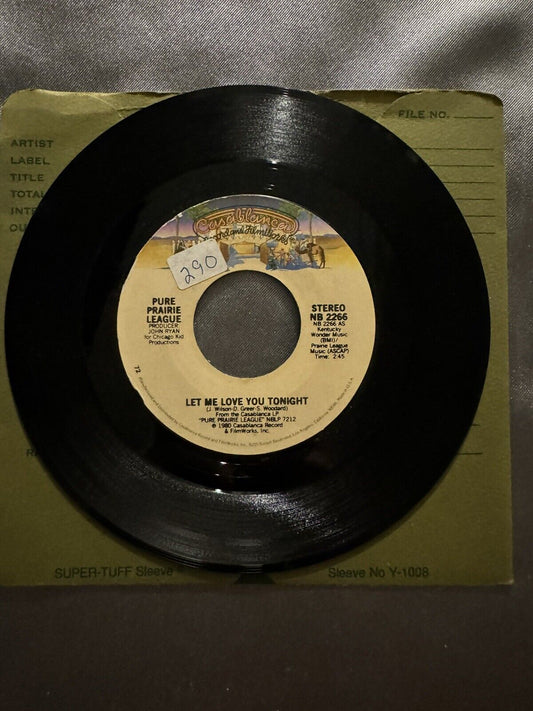 FILE NO.
ARTIST
LABEL
TITLE
Casablanca
Record and FilmWorks
290
PURE
PRAIRIE
LEAGUE
PRODUCER
JOHN RYAN
for Chicago Kid
Productions
STEREO
NB 2266
NB 2266 AS
Kentucky
Wonder Music
(BMI)/
Prairie League
Music (ASCAP)
Time: 2:45
72
LET ME LOVE YOU TONIGHT
(J. Wilson-D. Greer-S. Woodard)
From the Casablanca LP
"PURE PRAIRIE LEAGUE" NBLP 7212
℗ 1980 Casablanca Record
& FilmWorks, Inc.
SUPER-TUFF Sleeve
Sleeve No Y-1008